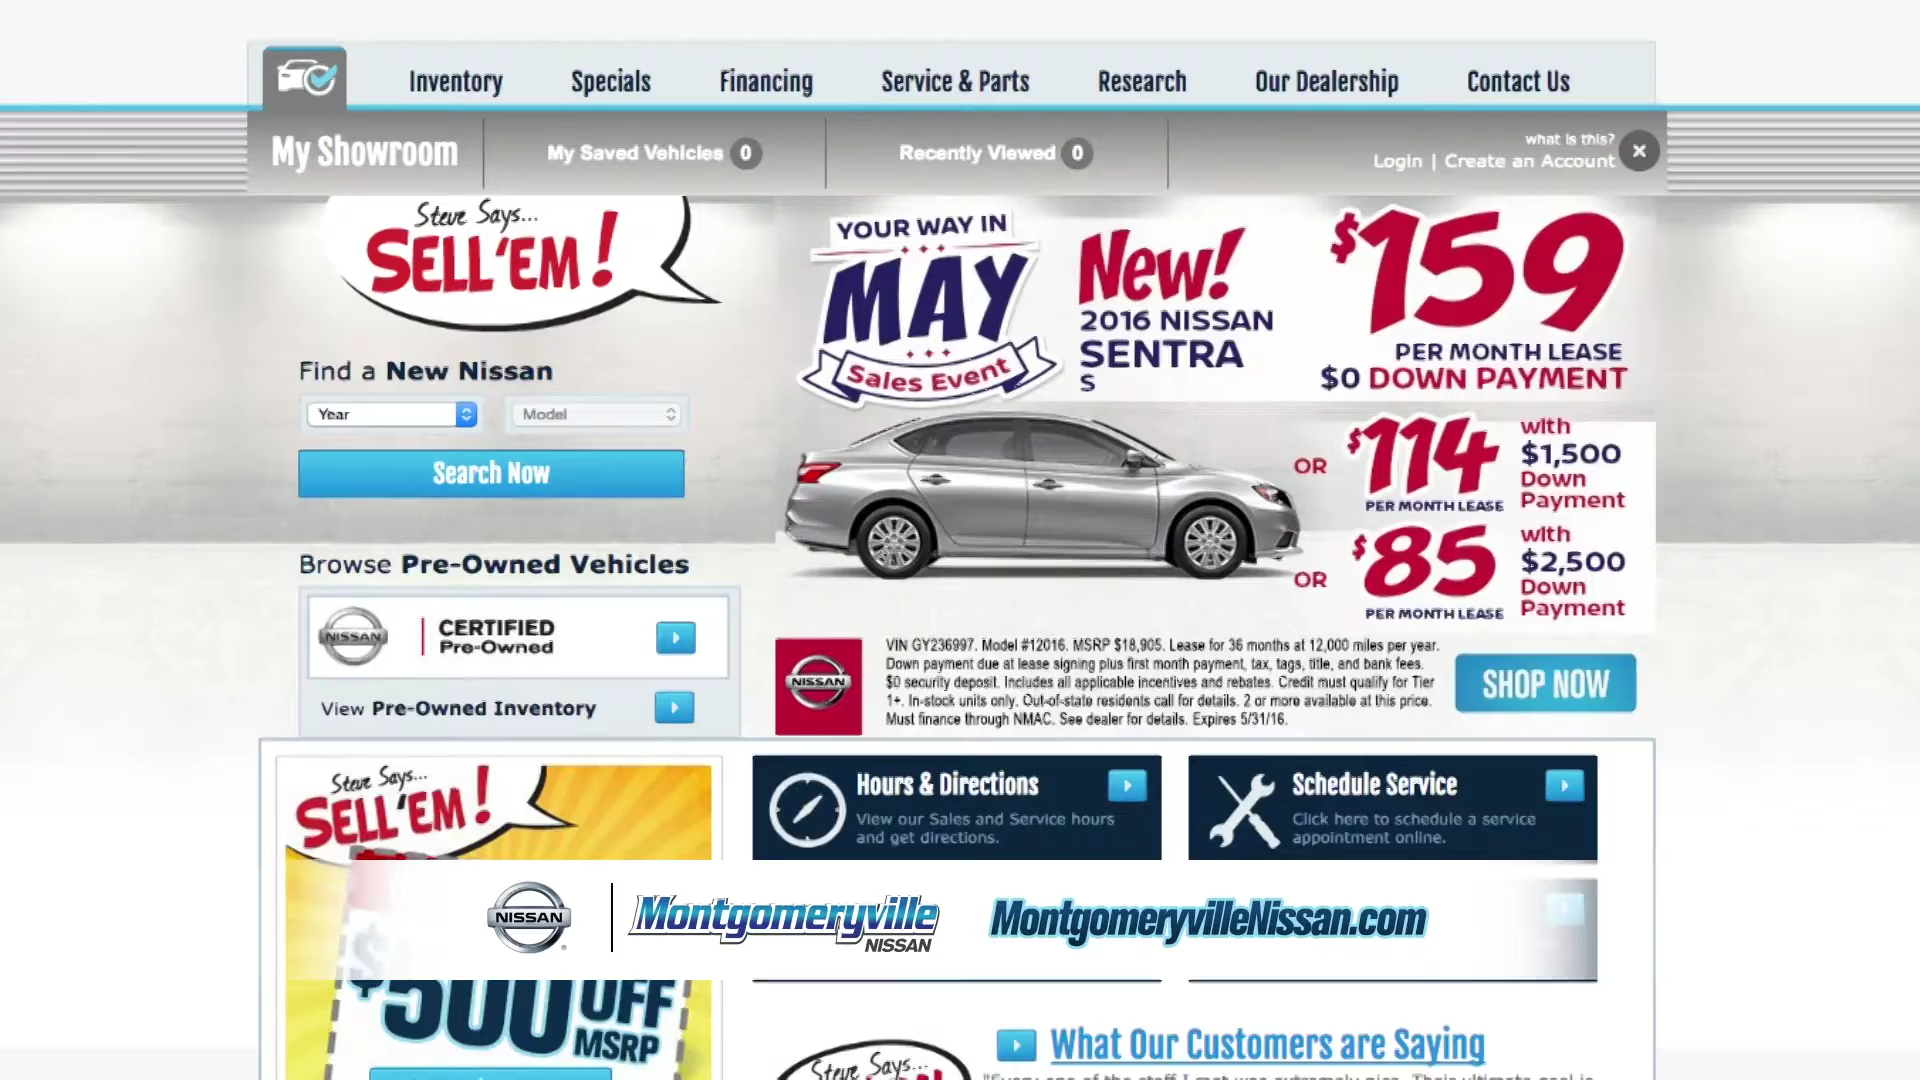 Inventory
Specials
Financing
Service & Parts
Research
Our Dealership
Contact Us
My Showroom
My Saved Vehicles 0
Recently Viewed 0
what is this?
Login | Create an Account
Steve Says...
SELL 'EM!
Find a New Nissan
Year
Model
Search Now
Browse Pre-Owned Vehicles
NISSAN
CERTIFIED
Pre-Owned
View Pre-Owned Inventory
YOUR WAY IN
MAY
Sales Event
New!
2016 NISSAN
SENTRA
S
$159
PER MONTH LEASE
$0 DOWN PAYMENT
OR
$114
PER MONTH LEASE
with
$1,500
Down
Payment
OR
$85
PER MONTH LEASE
with
$2,500
Down
Payment
NISSAN
VIN GY236997. Model #12016. MSRP $18,905. Lease for 36 months at 12,000 miles per year.
Down payment due at lease signing plus first month payment, tax, tags, title, and bank fees.
$0 security deposit. Includes all applicable incentives and rebates. Credit must qualify for Tier
1+. In-stock units only. Out-of-state residents call for details. 2 or more available at this price.
Must finance through NMAC. See dealer for details. Expires 5/31/16.
SHOP NOW
Steve Says...
SELL 'EM!
Hours & Directions
View our Sales and Service hours
and get directions.
Schedule Service
Click here to schedule a service
appointment online.
NISSAN
Montgomeryville
NISSAN
MontgomeryvilleNissan.com
$500 OFF
MSRP
Steve Says...
What Our Customers are Saying